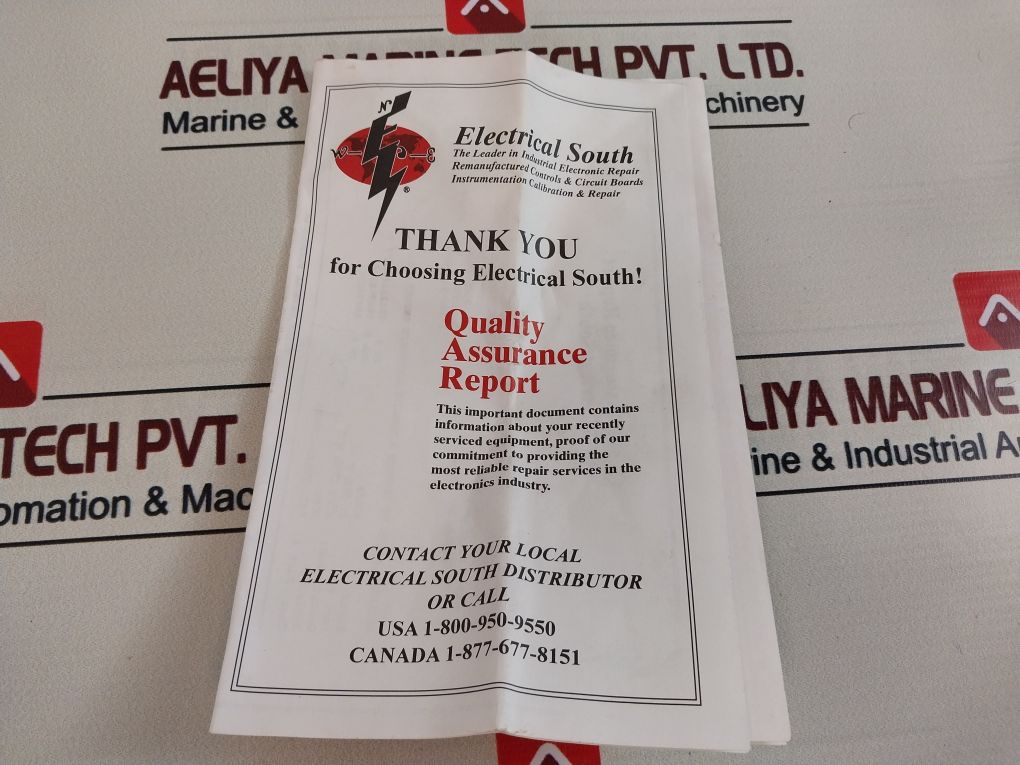 AELIYA MARINE TECH PVT. LTD.
Marine & chinery
N
W E
®
Electrical South
The Leader in Industrial Electronic Repair
Remanufactured Controls & Circuit Boards
Instrumentation Calibration & Repair
THANK YOU
for Choosing Electrical South!
Quality
Assurance
Report
This important document contains
information about your recently
serviced equipment, proof of our
commitment to providing the
most reliable repair services in the
electronics industry.
CONTACT YOUR LOCAL
ELECTRICAL SOUTH DISTRIBUTOR
OR CALL
USA 1-800-950-9550
CANADA 1-877-677-8151
TECH PVT.
omation & Mac
LIYA MARINE
ine & Industrial Au